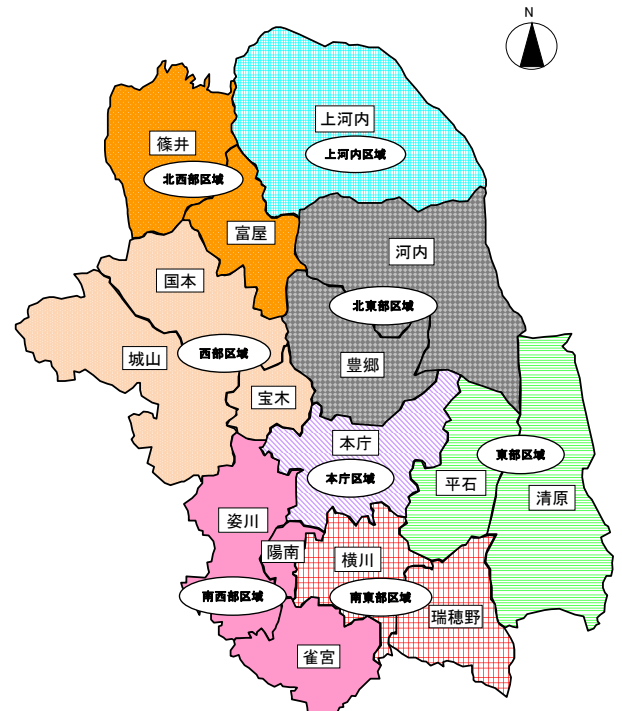 N
上河内
上河内区域
篠井
北西部区域
富屋
河内
国本
北東部区域
城山
西部区域
豊郷
宝木
本庁
東部区域
本庁区域
平石
清原
姿川
陽南
横川
南西部区域
南東部区域
瑞穂野
雀宮